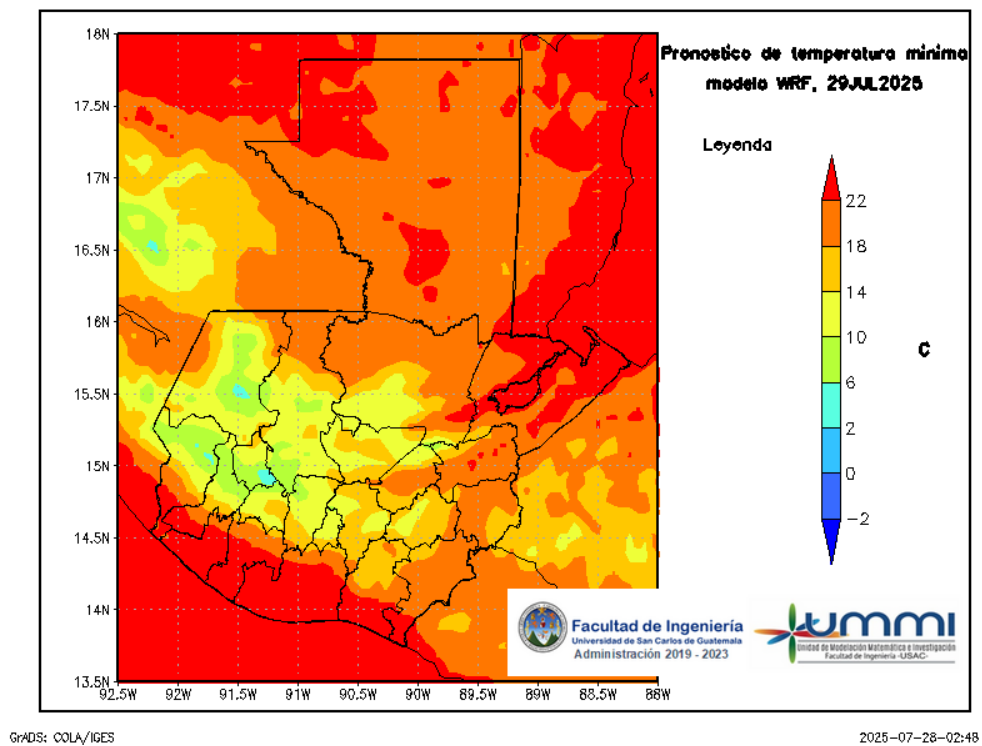 Pronostico de temperatura minima
modelo WRF, 29JUL2025
Leyenda
22
18
14
10
6
2
0
-2
C
18N
17.5N
17N
16.5N
16N
15.5N
15N
14.5N
14N
13.5N
92.5W 92W 91.5W 91W 90.5W 90W 89.5W 89W 88.5W 88W
Facultad de Ingeniería
Universidad de San Carlos de Guatemala
Administración 2019 - 2023
ummi
Unidad de Modelación Matemática e Investigación
Facultad de Ingeniería -USAC-
GrADS: COLA/IGES
2025-07-28-02:48